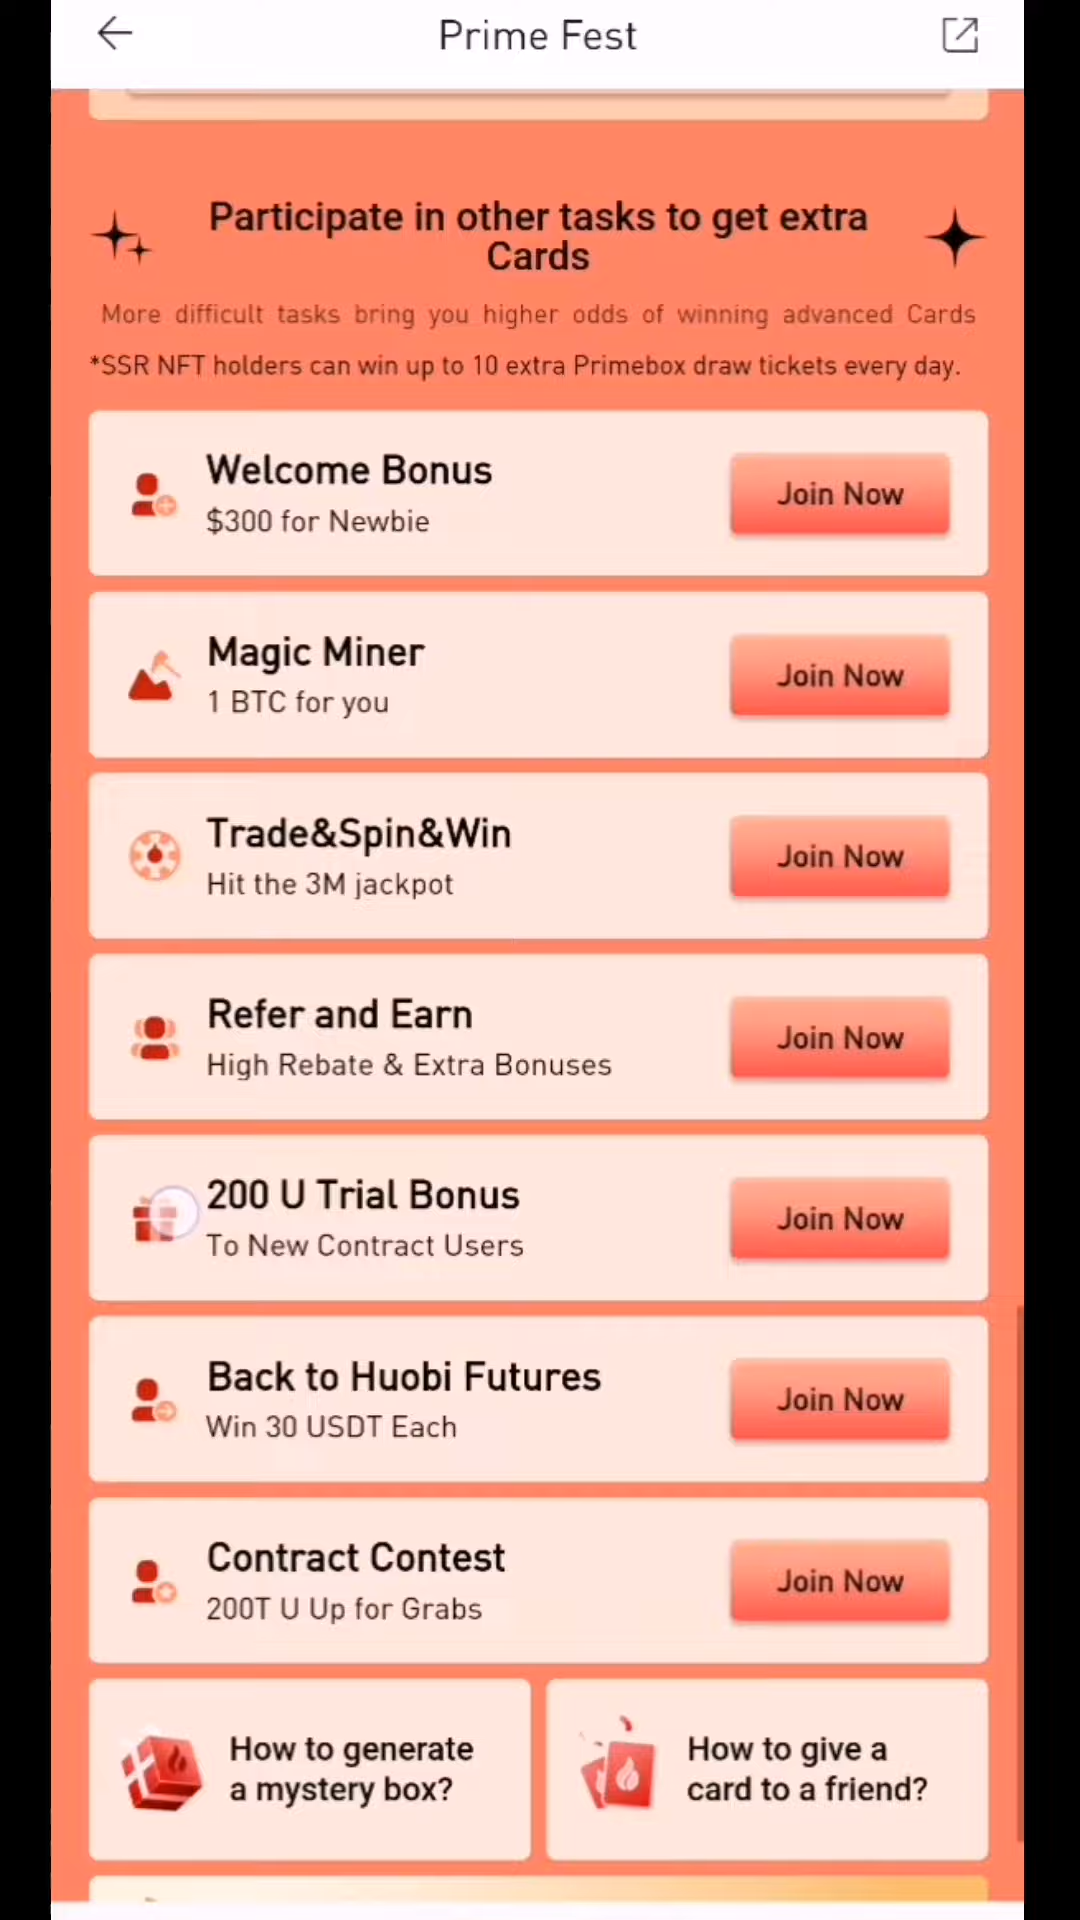 Prime Fest
Participate in other tasks to get extra
Cards
More difficult tasks bring you higher odds of winning advanced Cards
*SSR NFT holders can win up to 10 extra Primebox draw tickets every day.
Welcome Bonus
$300 for Newbie
Join Now
Magic Miner
1 BTC for you
Join Now
Trade&Spin&Win
Hit the 3M jackpot
Join Now
Refer and Earn
High Rebate & Extra Bonuses
Join Now
200 U Trial Bonus
To New Contract Users
Join Now
Back to Huobi Futures
Win 30 USDT Each
Join Now
Contract Contest
200T U Up for Grabs
Join Now
How to generate
a mystery box?
How to give a
card to a friend?